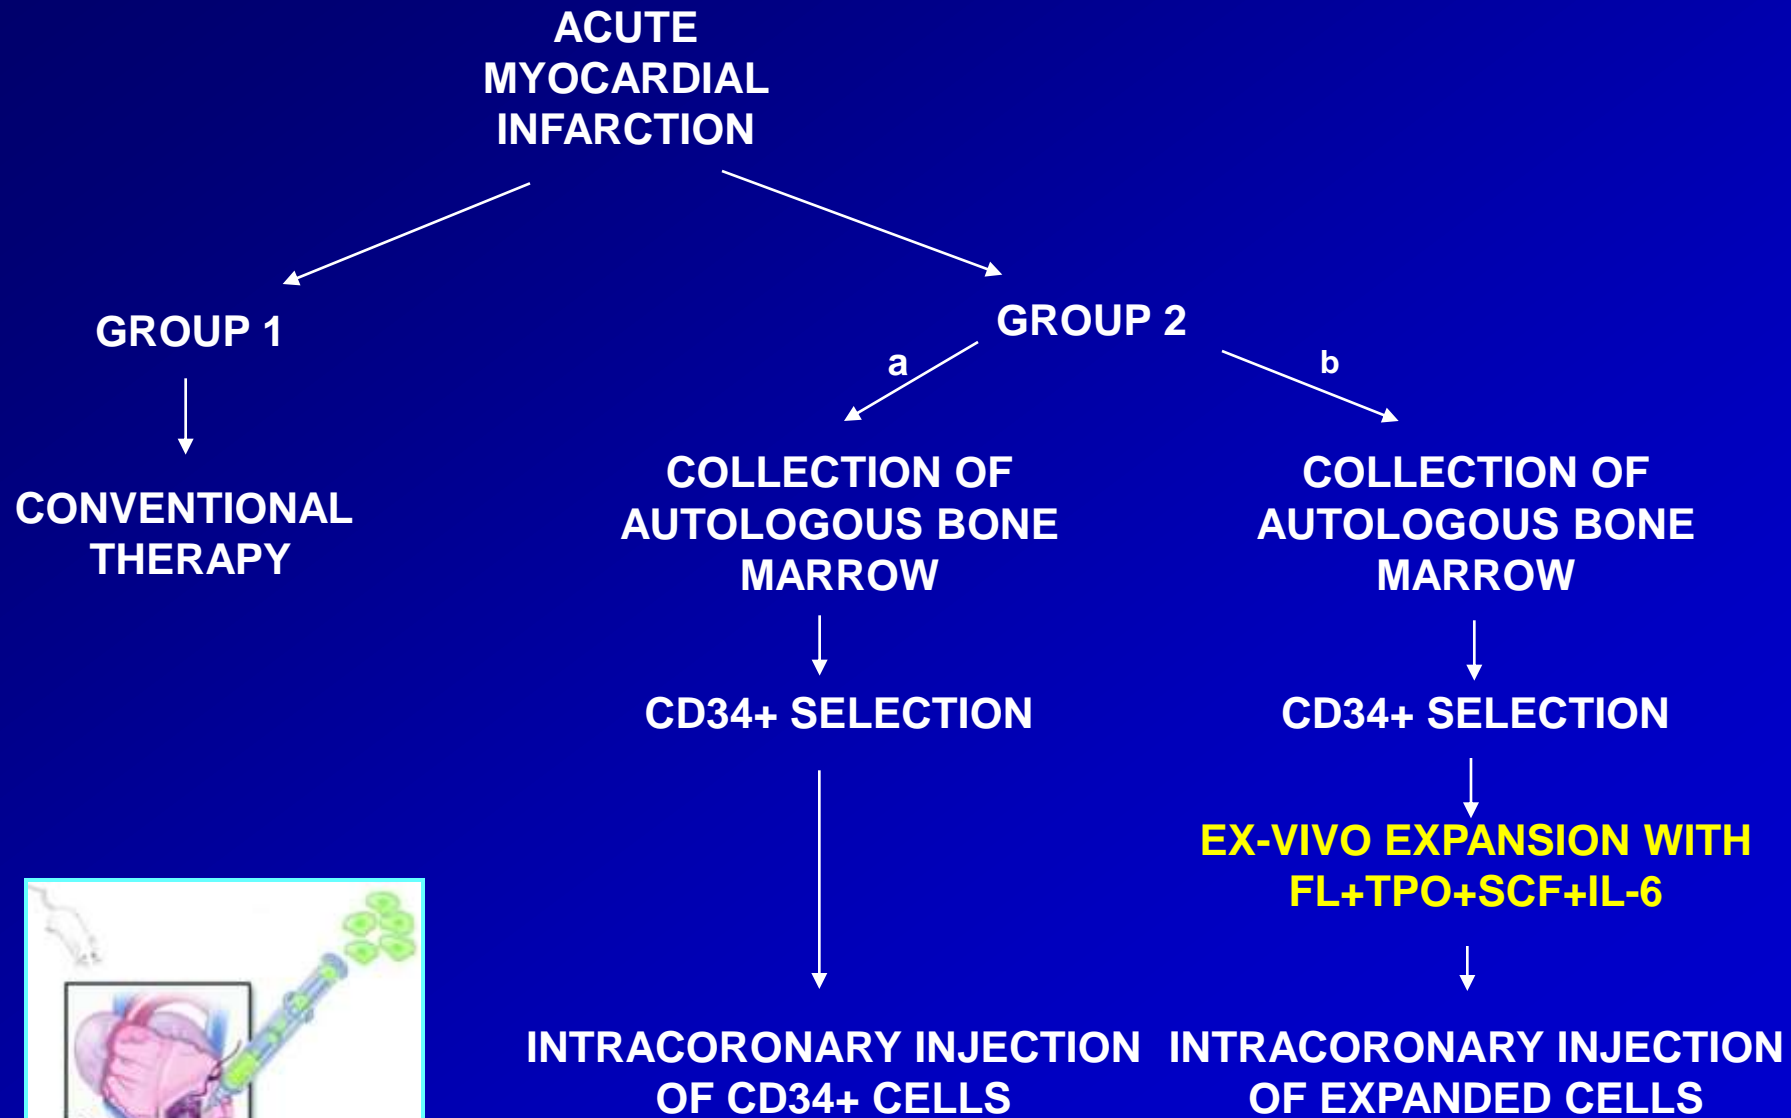 ACUTE
MYOCARDIAL
INFARCTION
GROUP 1
GROUP 2
a
b
CONVENTIONAL
THERAPY
COLLECTION OF
AUTOLOGOUS BONE
MARROW
COLLECTION OF
AUTOLOGOUS BONE
MARROW
CD34+ SELECTION
CD34+ SELECTION
EX-VIVO EXPANSION WITH
FL+TPO+SCF+IL-6
INTRACORONARY INJECTION
OF CD34+ CELLS
INTRACORONARY INJECTION
OF EXPANDED CELLS